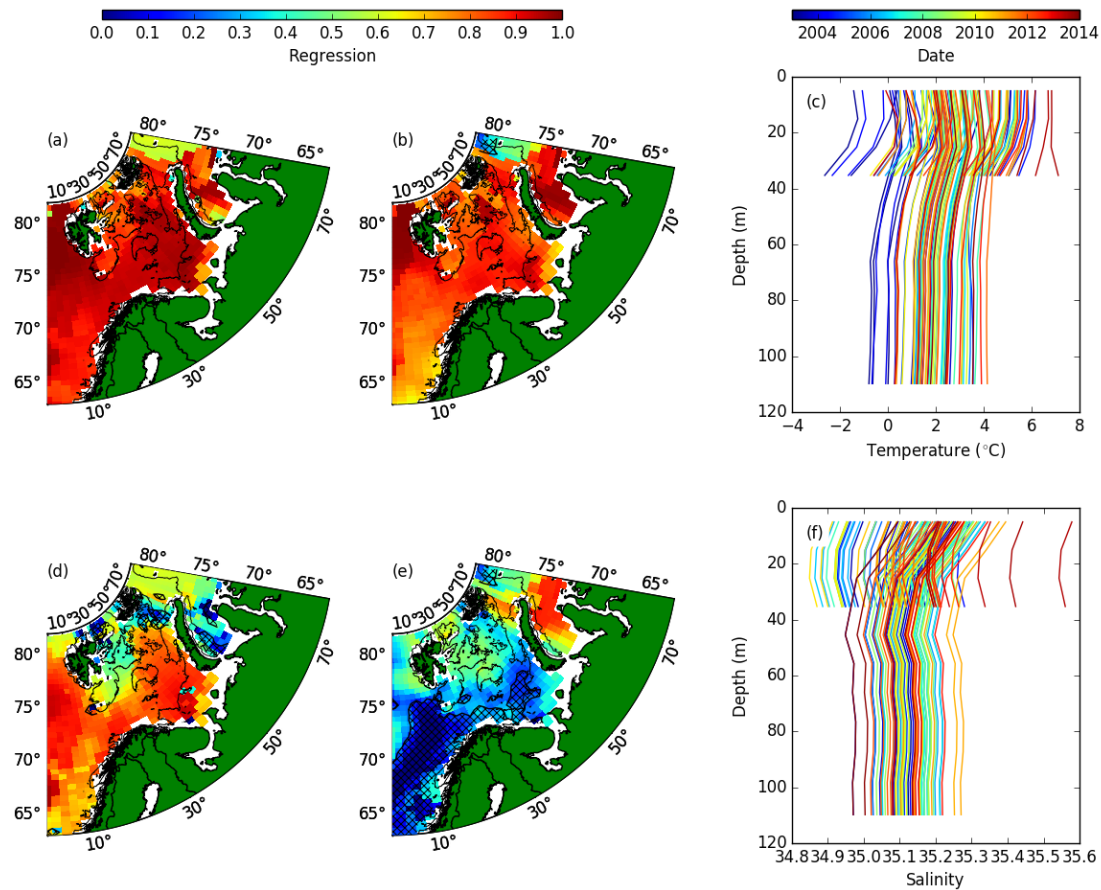 0.0 0.1 0.2 0.3 0.4 0.5 0.6 0.7 0.8 0.9 1.0
Regression
2004 2006 2008 2010 2012 2014
Date
(a)
80° 75° 70° 65°
10° 30° 50° 70°
80°
75°
70°
65°
10° 30° 50° 70°
(b)
80° 75° 70° 65°
10° 30° 50° 70°
80°
75°
70°
65°
10° 30° 50° 70°
(c)
0
20
40
60
80
100
120
Depth (m)
−4 −2 0 2 4 6 8
Temperature (°C)
(d)
80° 75° 70° 65°
10° 30° 50° 70°
80°
75°
70°
65°
10° 30° 50° 70°
(e)
80° 75° 70° 65°
10° 30° 50° 70°
80°
75°
70°
65°
10° 30° 50° 70°
(f)
0
20
40
60
80
100
120
Depth (m)
34.8 34.9 35.0 35.1 35.2 35.3 35.4 35.5 35.6
Salinity